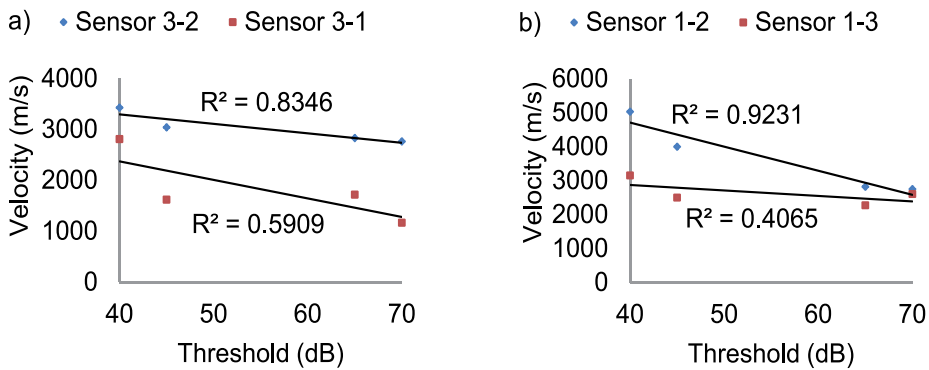 a) Sensor 3-2 Sensor 3-1
Velocity (m/s)
4000
3000
2000
1000
0
R² = 0.8346
R² = 0.5909
40 50 60 70
Threshold (dB)
b) Sensor 1-2 Sensor 1-3
Velocity (m/s)
6000
5000
4000
3000
2000
1000
0
R² = 0.9231
R² = 0.4065
40 50 60 70
Threshold (dB)